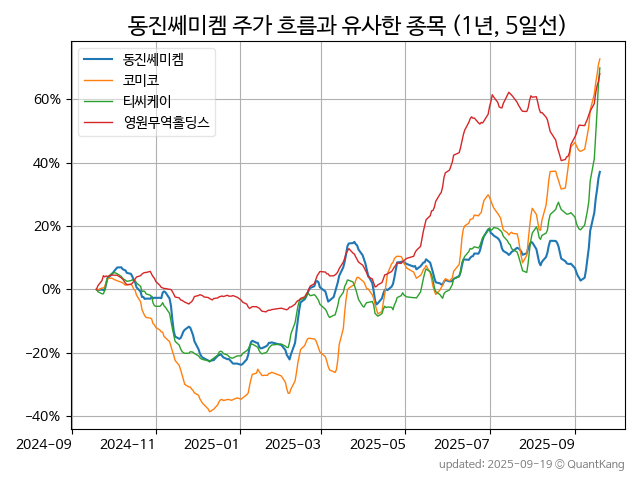 동진쎄미켐 주가 흐름과 유사한 종목 (1년, 5일선)
동진쎄미켐
코미코
티씨케이
영원무역홀딩스
60%
40%
20%
0%
−20%
−40%
2024-09 2024-11 2025-01 2025-03 2025-05 2025-07 2025-09
updated: 2025-09-19 © QuantKang